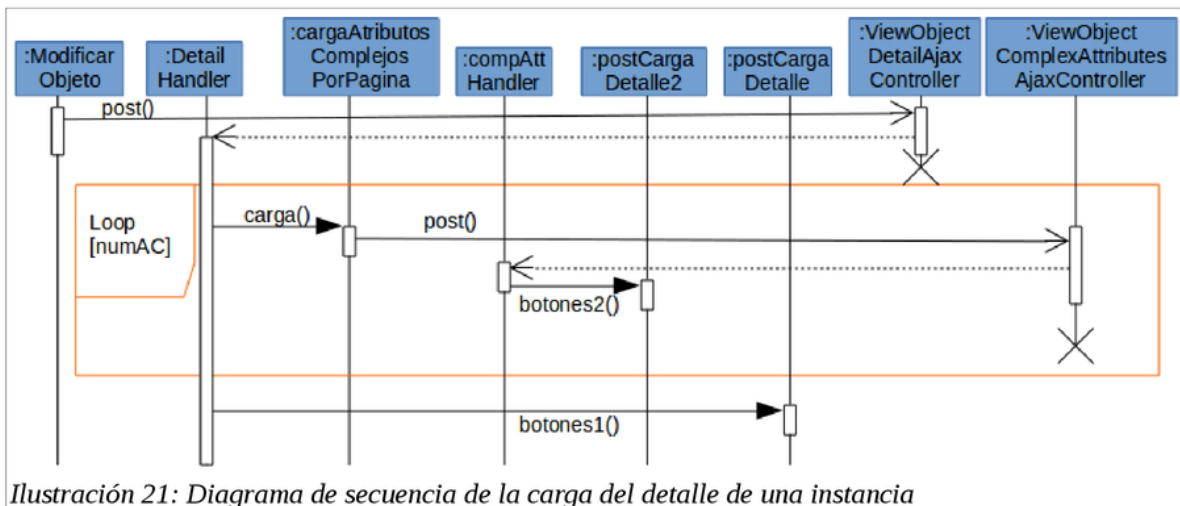 :Modificar
Objeto
:Detail
Handler
:cargaAtributos
Complejos
PorPagina
:compAtt
Handler
:postCarga
Detalle2
:postCarga
Detalle
:ViewObject
DetailAjax
Controller
:ViewObject
ComplexAttributes
AjaxController
post()
Loop
[numAC]
carga()
post()
botones2()
botones1()
Ilustración 21: Diagrama de secuencia de la carga del detalle de una instancia